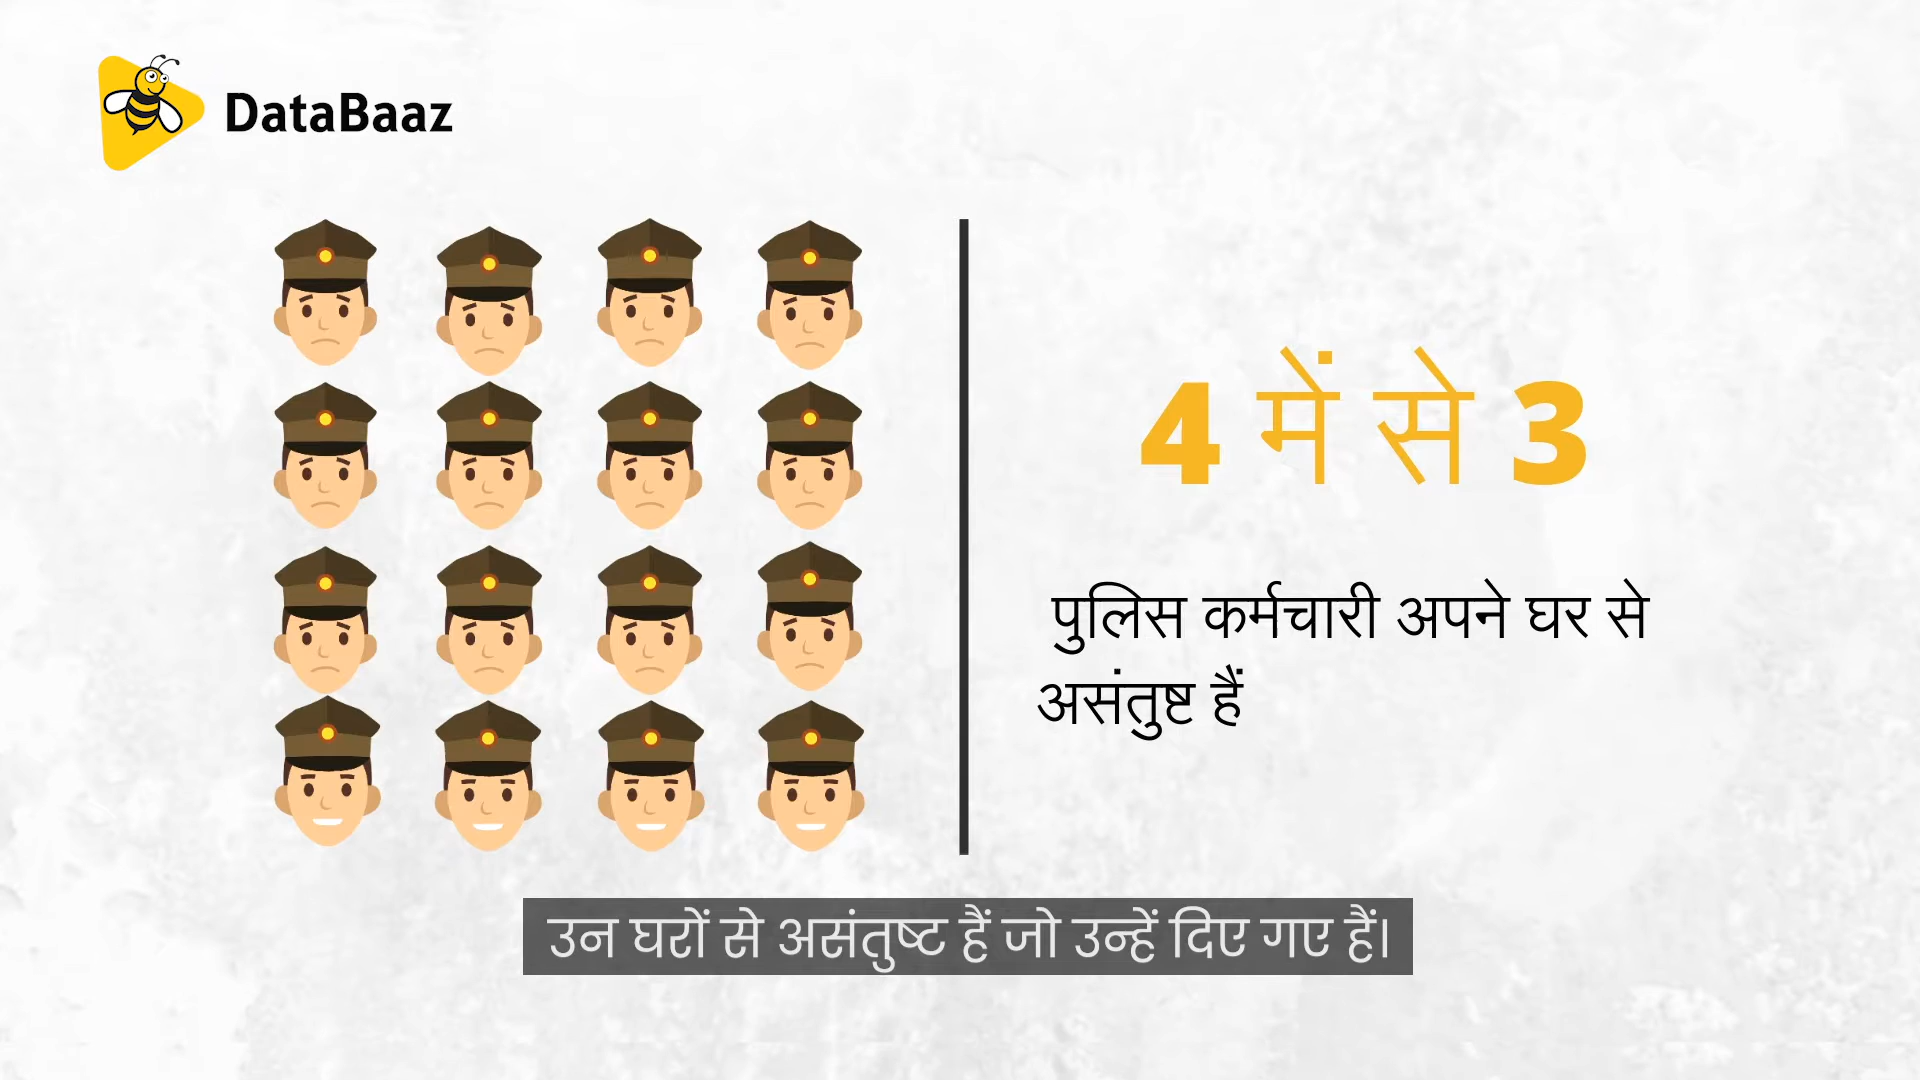 DataBaaz
4 में से 3
पुलिस कर्मचारी अपने घर से
असंतुष्ट हैं
उन घरों से असंतुष्ट हैं जो उन्हें दिए गए हैं।